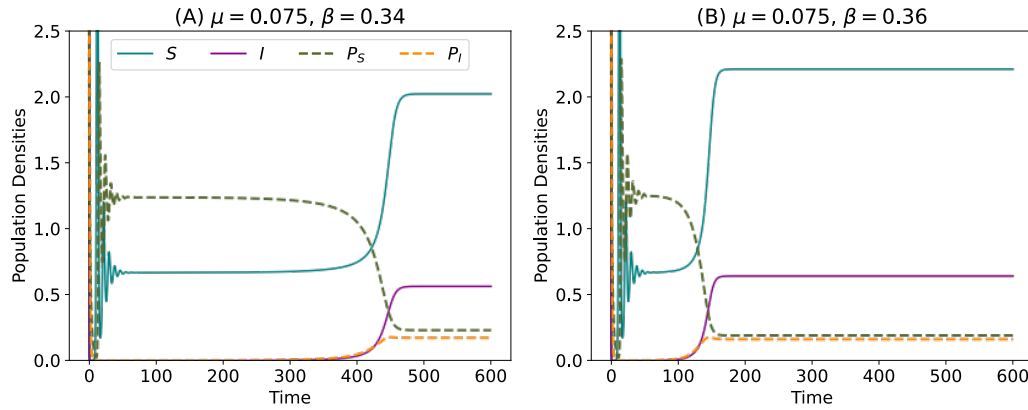 (A) μ = 0.075, β = 0.34
(B) μ = 0.075, β = 0.36
S I P_S P_I
Population Densities
2.5
2.0
1.5
1.0
0.5
0.0
0 100 200 300 400 500 600
Time
Population Densities
2.5
2.0
1.5
1.0
0.5
0.0
0 100 200 300 400 500 600
Time